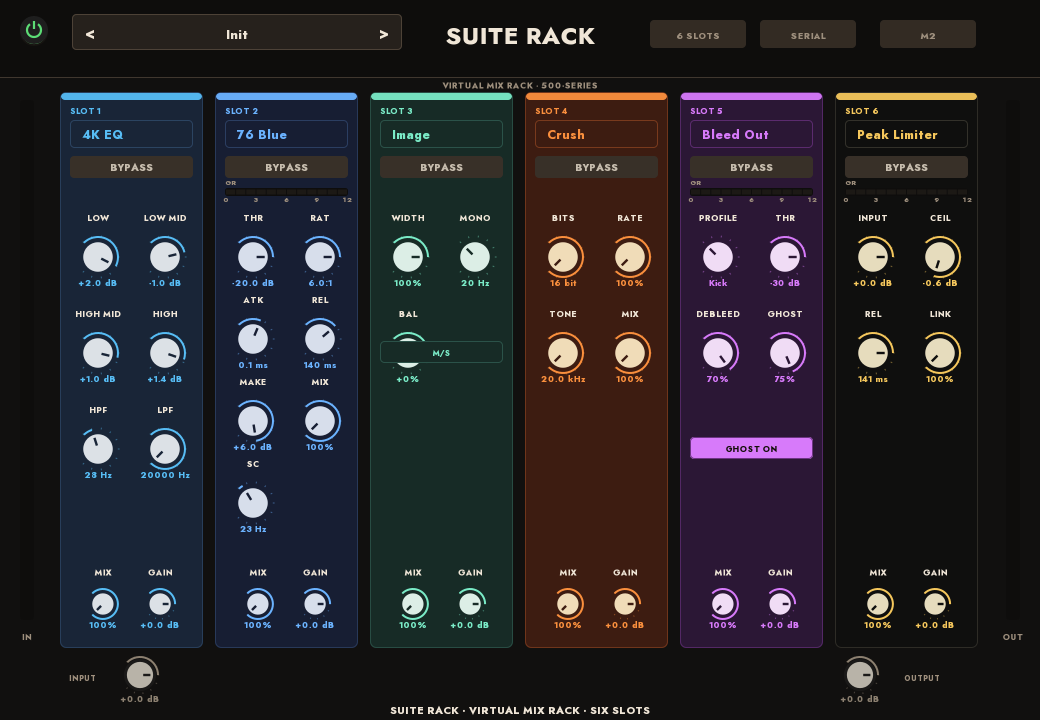 < Init >
SUITE RACK
6 SLOTS
SERIAL
M2
VIRTUAL MIX RACK · 500-SERIES
SLOT 1
4K EQ
BYPASS
LOW LOW MID
+2.0 dB -1.0 dB
HIGH MID HIGH
+1.0 dB +1.4 dB
HPF LPF
28 Hz 20000 Hz
MIX GAIN
100% +0.0 dB
SLOT 2
76 Blue
BYPASS
GR
0 3 6 9 12
THR RAT
-20.0 dB 6.0:1
ATK REL
0.1 ms 140 ms
MAKE MIX
+6.0 dB 100%
SC
23 Hz
MIX GAIN
100% +0.0 dB
SLOT 3
Image
BYPASS
WIDTH MONO
100% 20 Hz
BAL
M/S
+0%
MIX GAIN
100% +0.0 dB
SLOT 4
Crush
BYPASS
BITS RATE
16 bit 100%
TONE MIX
20.0 kHz 100%
MIX GAIN
100% +0.0 dB
SLOT 5
Bleed Out
BYPASS
GR
0 3 6 9 12
PROFILE THR
Kick -30 dB
DEBLEED GHOST
70% 75%
GHOST ON
MIX GAIN
100% +0.0 dB
SLOT 6
Peak Limiter
BYPASS
GR
0 3 6 9 12
INPUT CEIL
+0.0 dB -0.6 dB
REL LINK
141 ms 100%
MIX GAIN
100% +0.0 dB
IN
OUT
INPUT
+0.0 dB
OUTPUT
+0.0 dB
SUITE RACK · VIRTUAL MIX RACK · SIX SLOTS